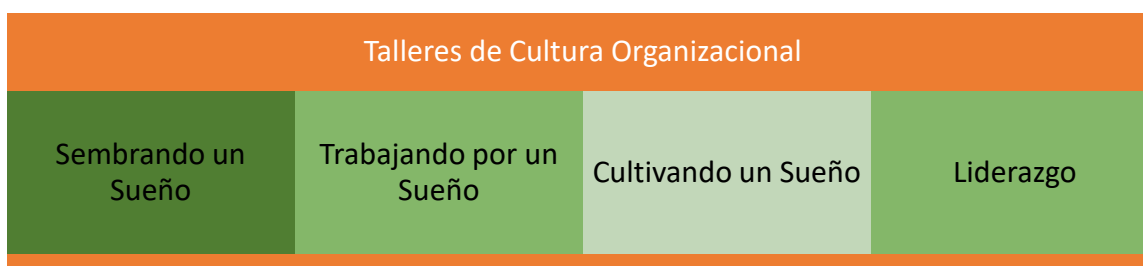 Talleres de Cultura Organizacional
Sembrando un
Sueño
Trabajando por un
Sueño
Cultivando un Sueño
Liderazgo